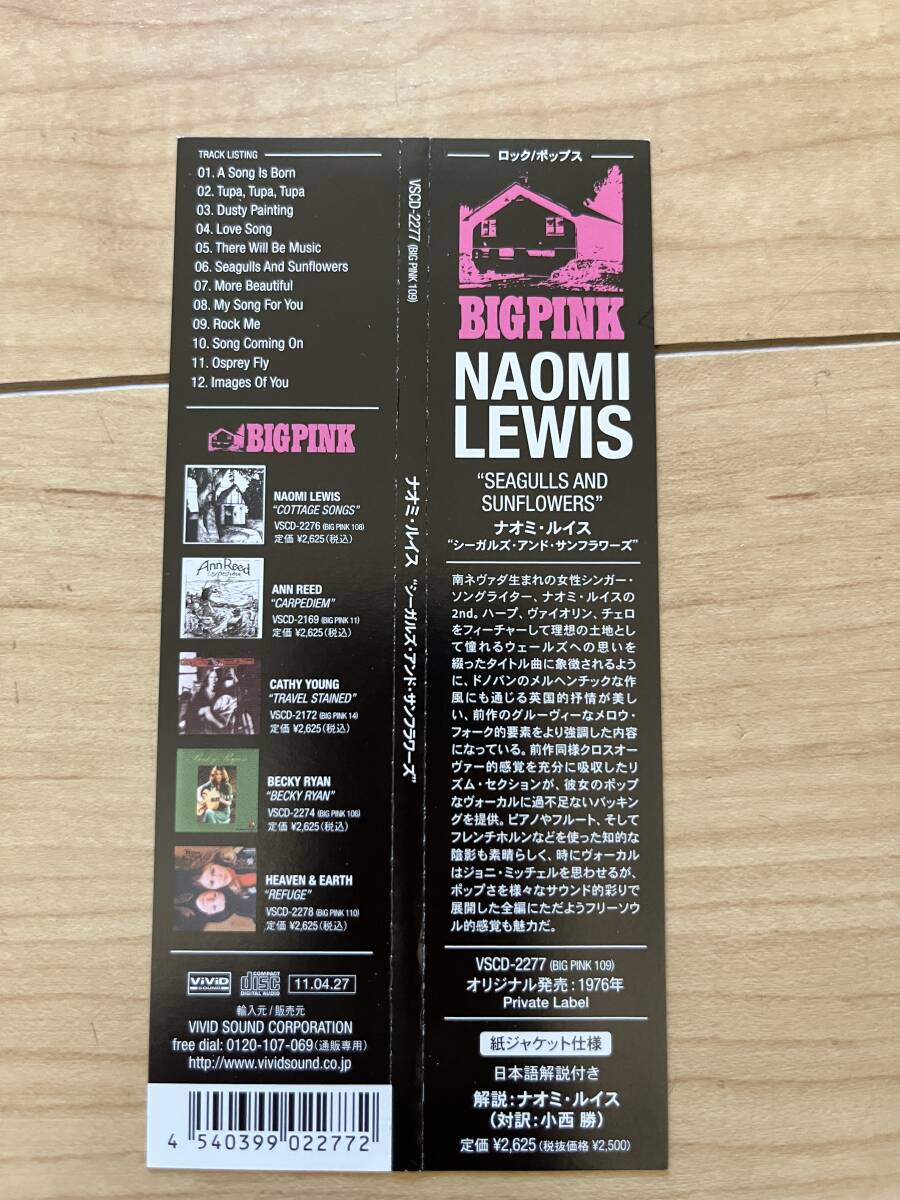 TRACK LISTING
01. A Song Is Born
02. Tupa, Tupa, Tupa
03. Dusty Painting
04. Love Song
05. There Will Be Music
06. Seagulls And Sunflowers
07. More Beautiful
08. My Song For You
09. Rock Me
10. Song Coming On
11. Osprey Fly
12. Images Of You
BIGPINK
NAOMI LEWIS
"COTTAGE SONGS"
VSCD-2276 (BIG PINK 108)
定価 ¥2,625(税込)
Ann Reed
Carpediem
ANN REED
"CARPEDIEM"
VSCD-2169 (BIG PINK 11)
定価 ¥2,625(税込)
CATHY YOUNG
"TRAVEL STAINED"
VSCD-2172 (BIG PINK 14)
定価 ¥2,625(税込)
BECKY RYAN
"BECKY RYAN"
VSCD-2274 (BIG PINK 106)
定価 ¥2,625(税込)
HEAVEN & EARTH
"REFUGE"
VSCD-2278 (BIG PINK 110)
定価 ¥2,625(税込)
ViViD
SOUND
COMPACT
disc
DIGITAL AUDIO
11.04.27
輸入元/販売元
VIVID SOUND CORPORATION
free dial: 0120-107-069(通販専用)
http://www.vividsound.co.jp
4 540399 022772
VSCD-2277 (BIG PINK 109)
ナオミ・ルイス "シーガルズ・アンド・サンフラワーズ"
ロック/ポップス
BIGPINK
NAOMI
LEWIS
"SEAGULLS AND
SUNFLOWERS"
ナオミ・ルイス
"シーガルズ・アンド・サンフラワーズ"
南ネヴァダ生まれの女性シンガー・
ソングライター、ナオミ・ルイスの
2nd。ハープ、ヴァイオリン、チェロ
をフィーチャーして理想の土地とし
て憧れるウェールズへの思いを
綴ったタイトル曲に象徴されるよう
に、ドノバンのメルヘンチックな作
風にも通じる英国的抒情が美し
い、前作のグルーヴィーなメロウ・
フォーク的要素をより強調した内容
になっている。前作同様クロスオー
ヴァー的感覚を充分に吸収したリ
ズム・セクションが、彼女のポップ
なヴォーカルに過不足ないバッキン
グを提供。ピアノやフルート、そして
フレンチホルンなどを使った知的な
陰影も素晴らしく、時にヴォーカル
はジョニ・ミッチェルを思わせるが、
ポップさを様々なサウンド的彩りで
展開した全編にただようフリーソウ
ル的感覚も魅力だ。
VSCD-2277 (BIG PINK 109)
オリジナル発売：1976年
Private Label
紙ジャケット仕様
日本語解説付き
解説：ナオミ・ルイス
(対訳：小西 勝)
定価 ¥2,625(税抜価格 ¥2,500)